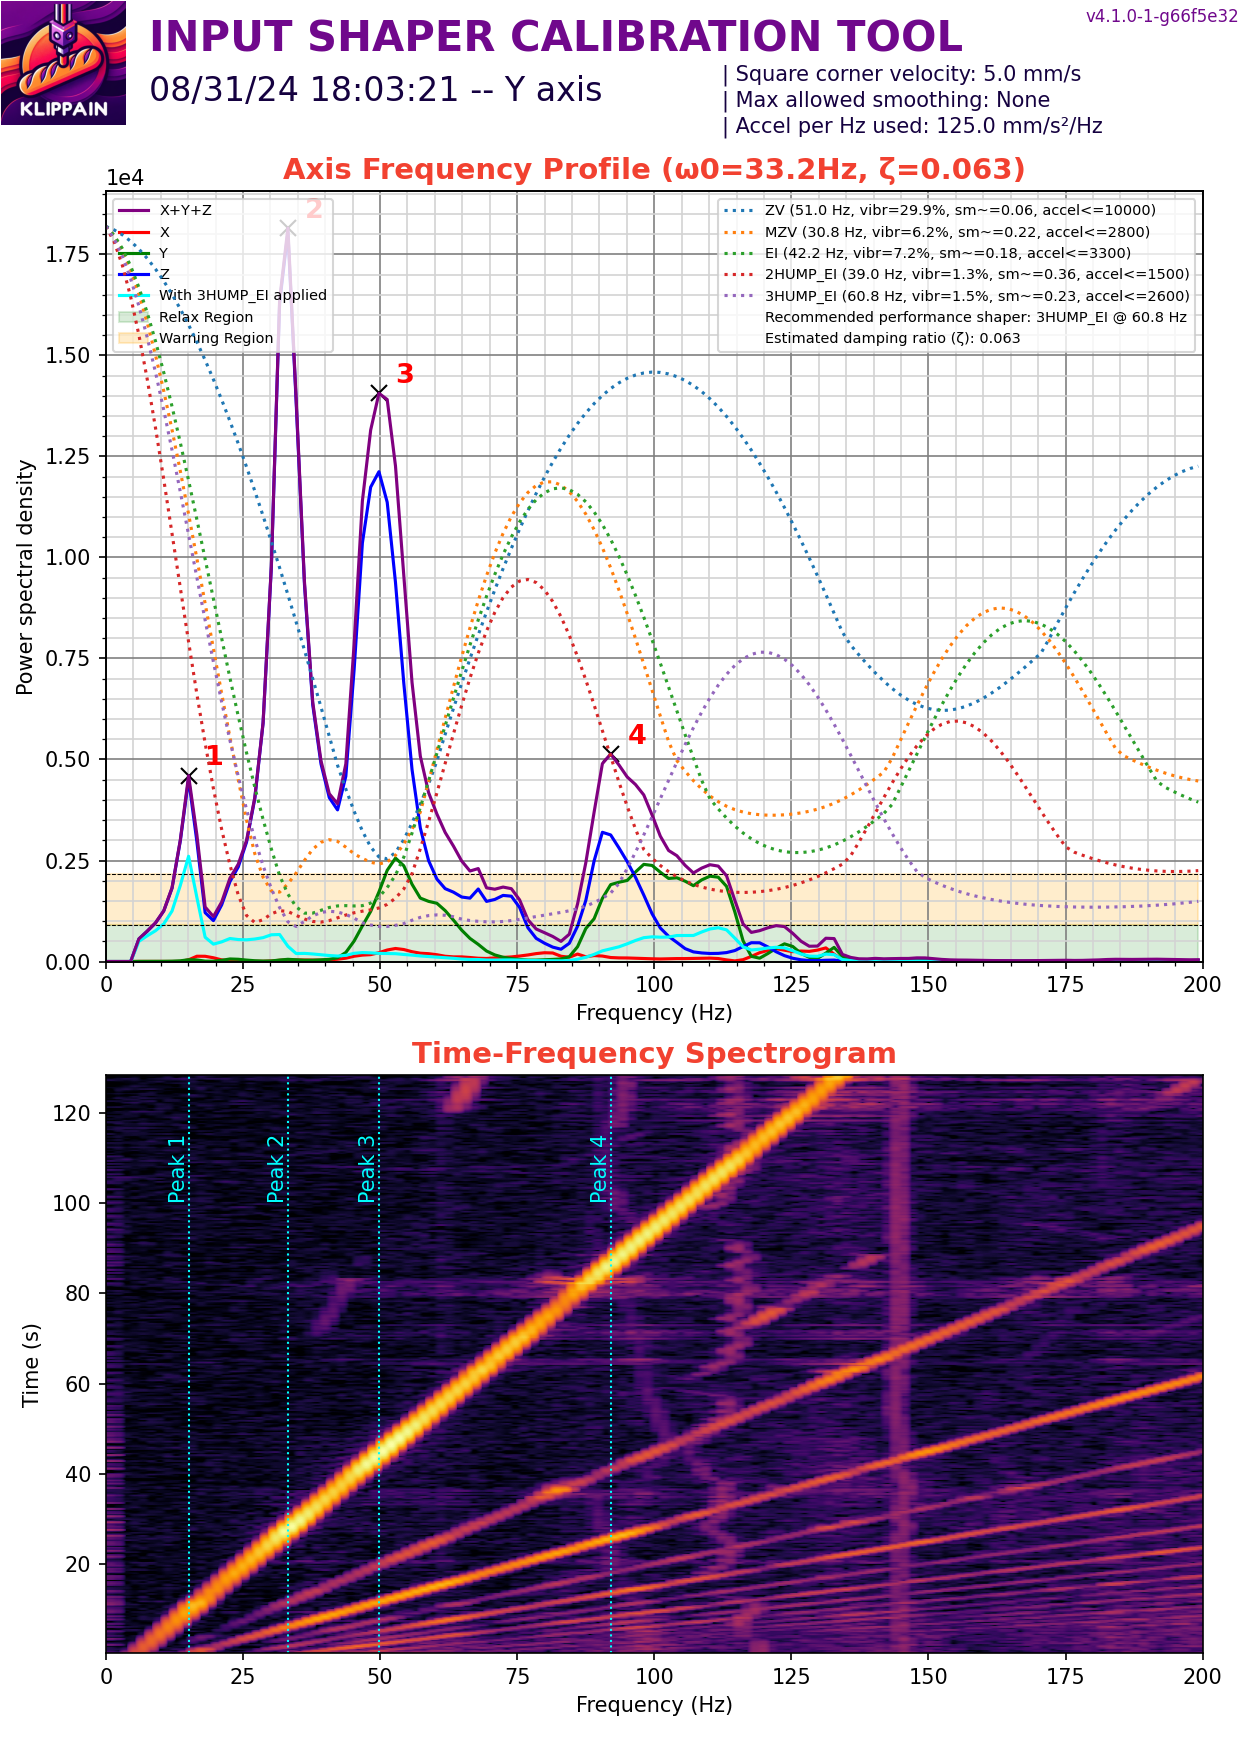 v4.1.0-1-g66f5e32
INPUT SHAPER CALIBRATION TOOL
KLIPPAIN
08/31/24 18:03:21 -- Y axis
| Square corner velocity: 5.0 mm/s
| Max allowed smoothing: None
| Accel per Hz used: 125.0 mm/s²/Hz
Axis Frequency Profile (ω0=33.2Hz, ζ=0.063)
1e4
X+Y+Z
X
Y
Z
With 3HUMP_EI applied
Relax Region
Warning Region
ZV (51.0 Hz, vibr=29.9%, sm~=0.06, accel<=10000)
MZV (30.8 Hz, vibr=6.2%, sm~=0.22, accel<=2800)
EI (42.2 Hz, vibr=7.2%, sm~=0.18, accel<=3300)
2HUMP_EI (39.0 Hz, vibr=1.3%, sm~=0.36, accel<=1500)
3HUMP_EI (60.8 Hz, vibr=1.5%, sm~=0.23, accel<=2600)
Recommended performance shaper: 3HUMP_EI @ 60.8 Hz
Estimated damping ratio (ζ): 0.063
2
3
1
4
Power spectral density
1.75
1.50
1.25
1.00
0.75
0.50
0.25
0.00
0 25 50 75 100 125 150 175 200
Frequency (Hz)
Time-Frequency Spectrogram
Time (s)
120
100
80
60
40
20
Peak 1
Peak 2
Peak 3
Peak 4
0 25 50 75 100 125 150 175 200
Frequency (Hz)